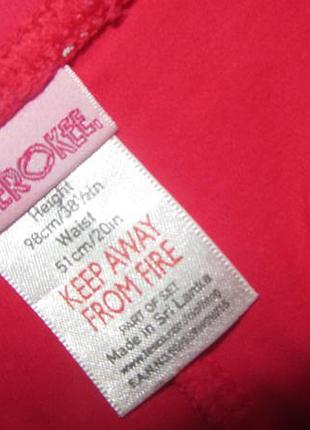 EROKEE
Height
98cm/38½in
Waist
51cm/20in
KEEP AWAY
FROM FIRE
PART OF SET
Made in Sri Lanka